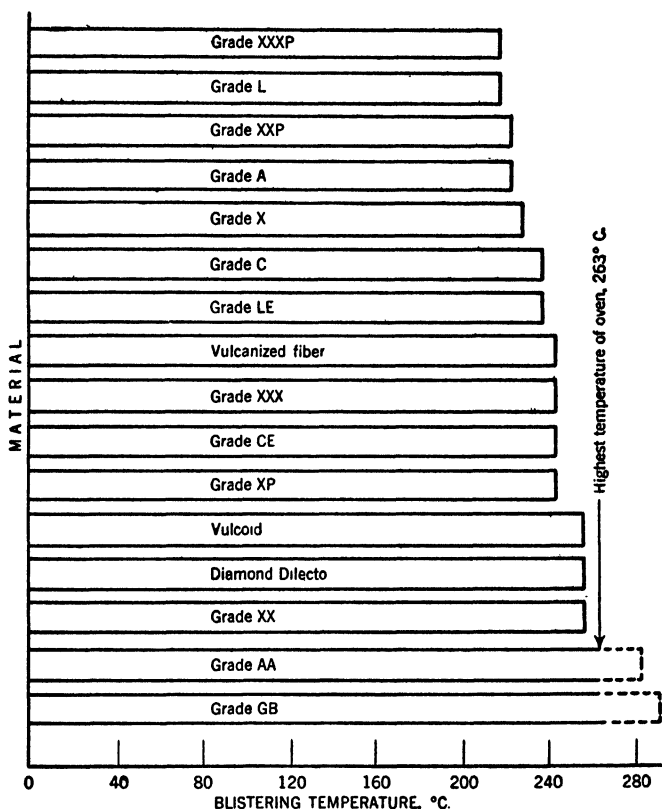 Grade XXXP
Grade L
Grade XXP
Grade A
Grade X
Grade C
Grade LE
Vulcanized fiber
Grade XXX
Grade CE
Grade XP
Vulcoid
Diamond Dilecto
Grade XX
Grade AA
Grade GB
MATERIAL
Highest temperature of oven, 263° C.
0 40 80 120 160 200 240 280
BLISTERING TEMPERATURE, °C.